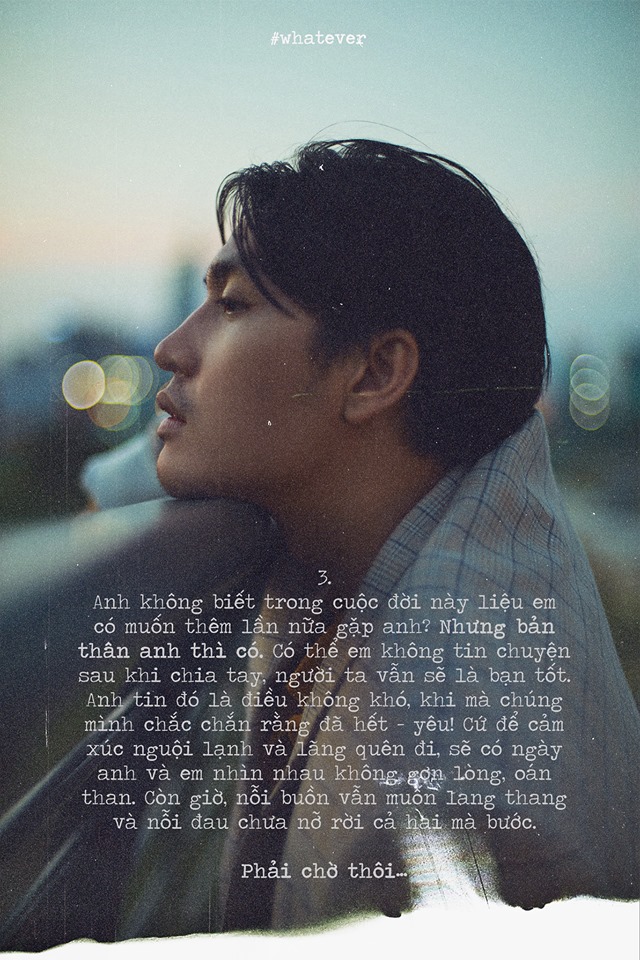 #whatever
3.
Anh không biết trong cuộc đời này liệu em
có muốn thêm lần nữa gặp anh? Nhưng bản
thân anh thì có. Có thể em không tin chuyện
sau khi chia tay, người ta vẫn sẽ là bạn tốt.
Anh tin đó là điều không khó, khi mà chúng
mình chắc chắn rằng đã hết - yêu! Cứ để cảm
xúc nguội lạnh và lãng quên đi, sẽ có ngày
anh và em nhìn nhau không gợn lòng, oán
than. Còn giờ, nỗi buồn vẫn muốn lang thang
và nỗi đau chưa nỡ rời cả hai mà bước.
Phải chờ thôi…